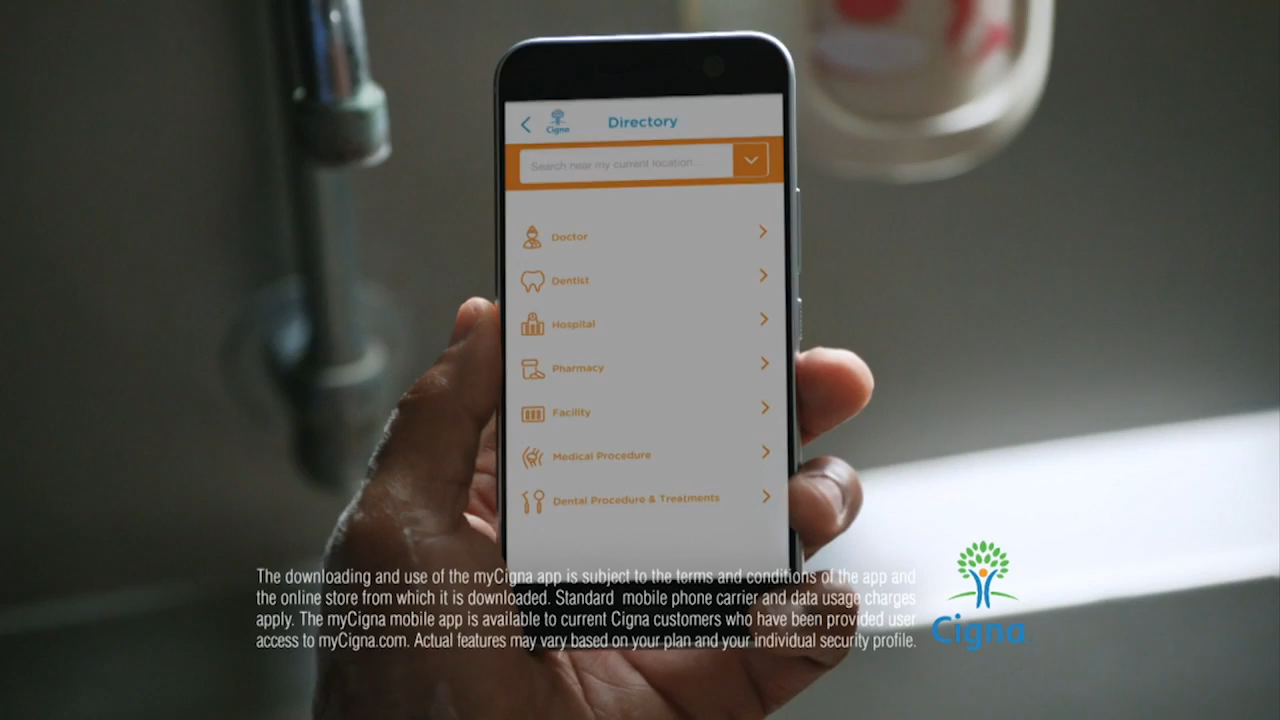 Cigna
Directory
Search near my current location...
Doctor
Dentist
Hospital
Pharmacy
Facility
Medical Procedure
Dental Procedure & Treatments
The downloading and use of the myCigna app is subject to the terms and conditions of the app and
the online store from which it is downloaded. Standard mobile phone carrier and data usage charges
apply. The myCigna mobile app is available to current Cigna customers who have been provided user
access to myCigna.com. Actual features may vary based on your plan and your individual security profile.
Cigna